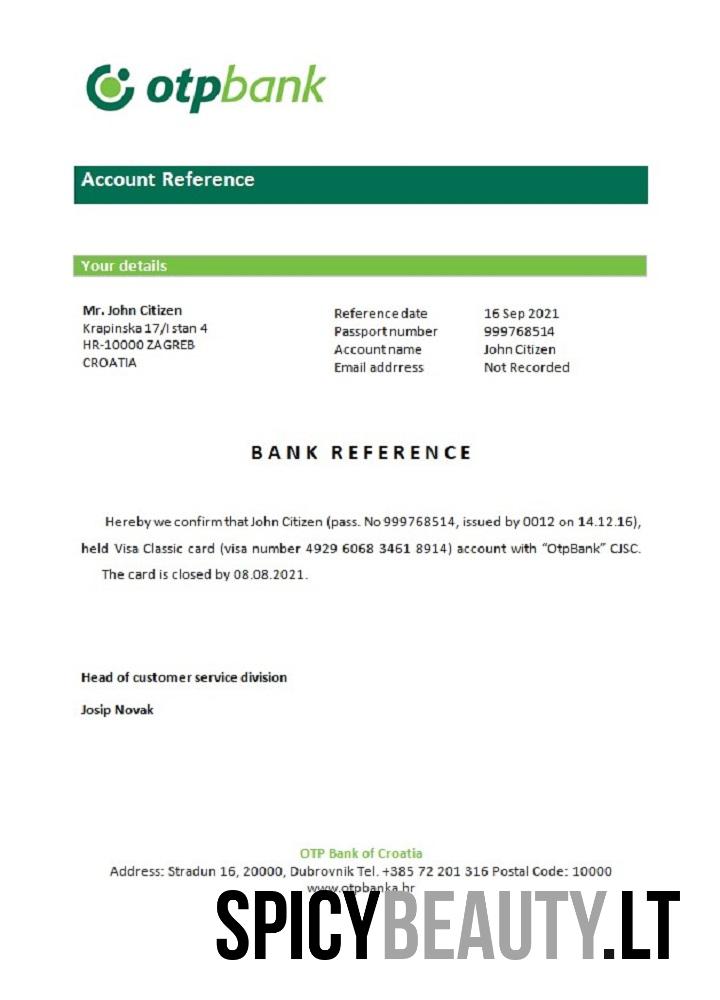 otpbank
Account Reference
Your details
Mr. John Citizen
Krapinska 17/I stan 4
HR-10000 ZAGREB
CROATIA
Reference date 16 Sep 2021
Passport number 999768514
Account name John Citizen
Email addrress Not Recorded
BANK REFERENCE
Hereby we confirm that John Citizen (pass. No 999768514, issued by 0012 on 14.12.16),
held Visa Classic card (visa number 4929 6068 3461 8914) account with “OtpBank” CJSC.
The card is closed by 08.08.2021.
Head of customer service division
Josip Novak
OTP Bank of Croatia
Address: Stradun 16, 20000, Dubrovnik Tel. +385 72 201 316 Postal Code: 10000
www.otpbanka.hr
SPICYBEAUTY.LT